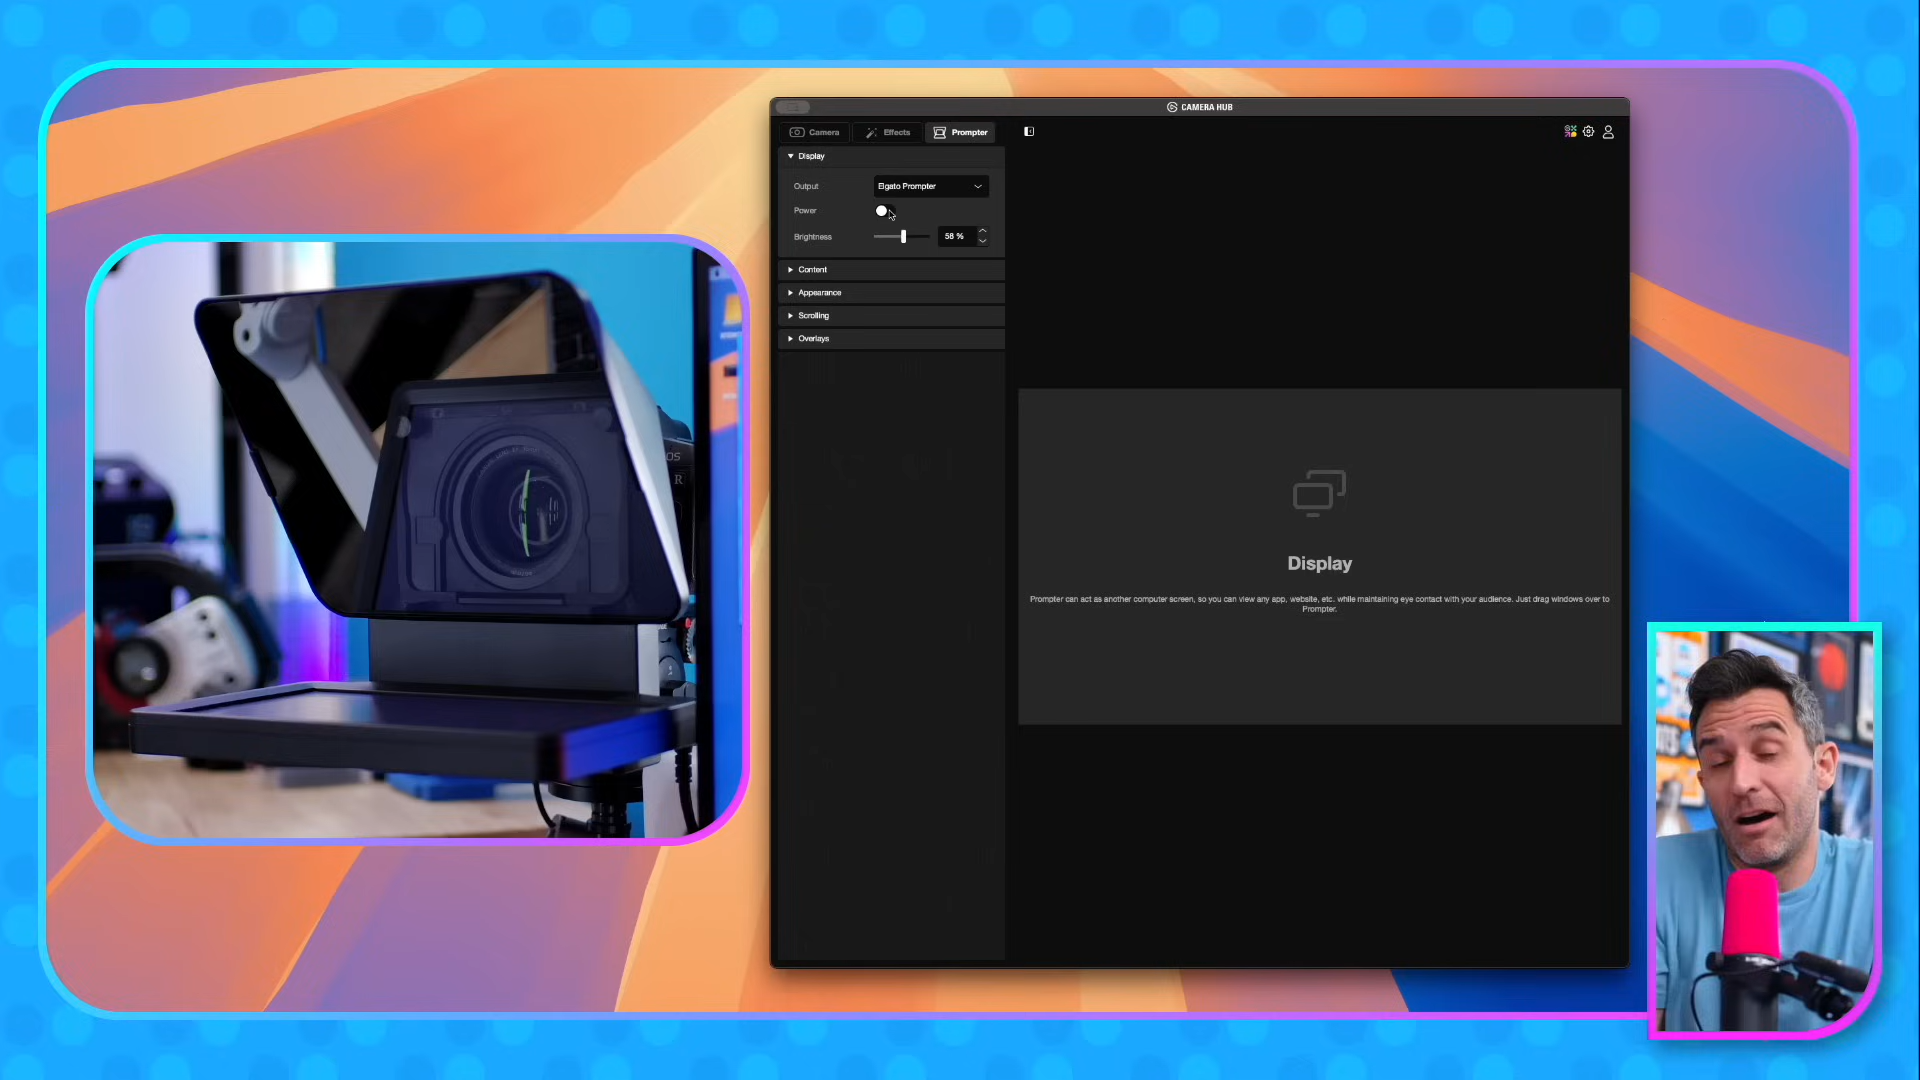 CAMERA HUB
Camera
Effects
Prompter
Display
Output
Elgato Prompter
Power
Brightness
58 %
Content
Appearance
Scrolling
Overlays
Display
Prompter can act as another computer screen, so you can view any app, website, etc. while maintaining eye contact with your audience. Just drag windows over to
Prompter.
OS
R